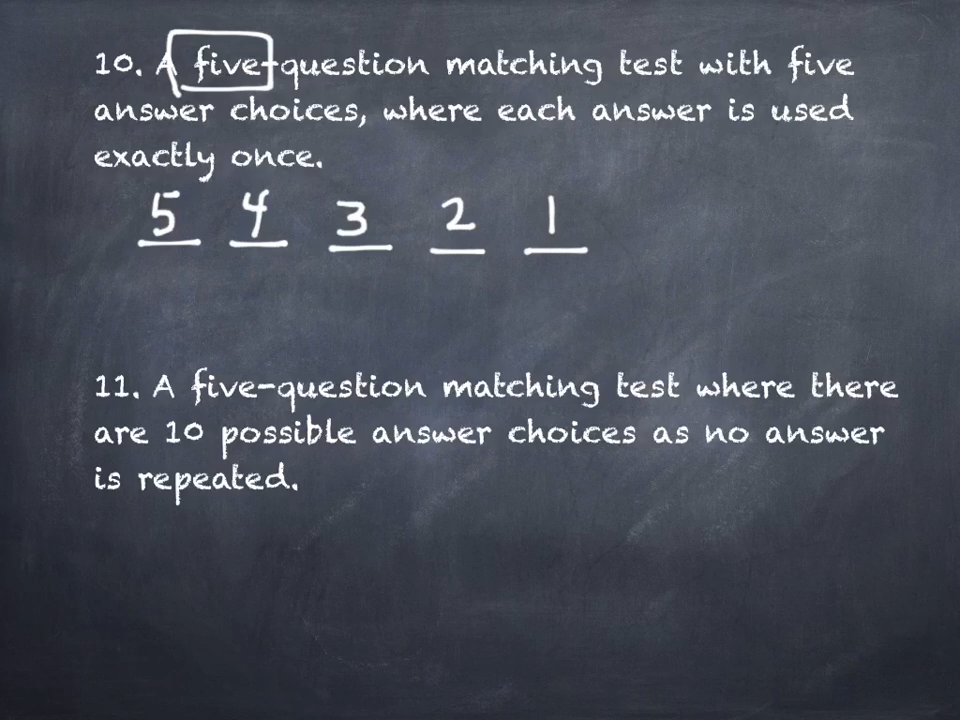 10. A five-question matching test with five
answer choices, where each answer is used
exactly once.
5 4 3 2 1
11. A five-question matching test where there
are 10 possible answer choices as no answer
is repeated.